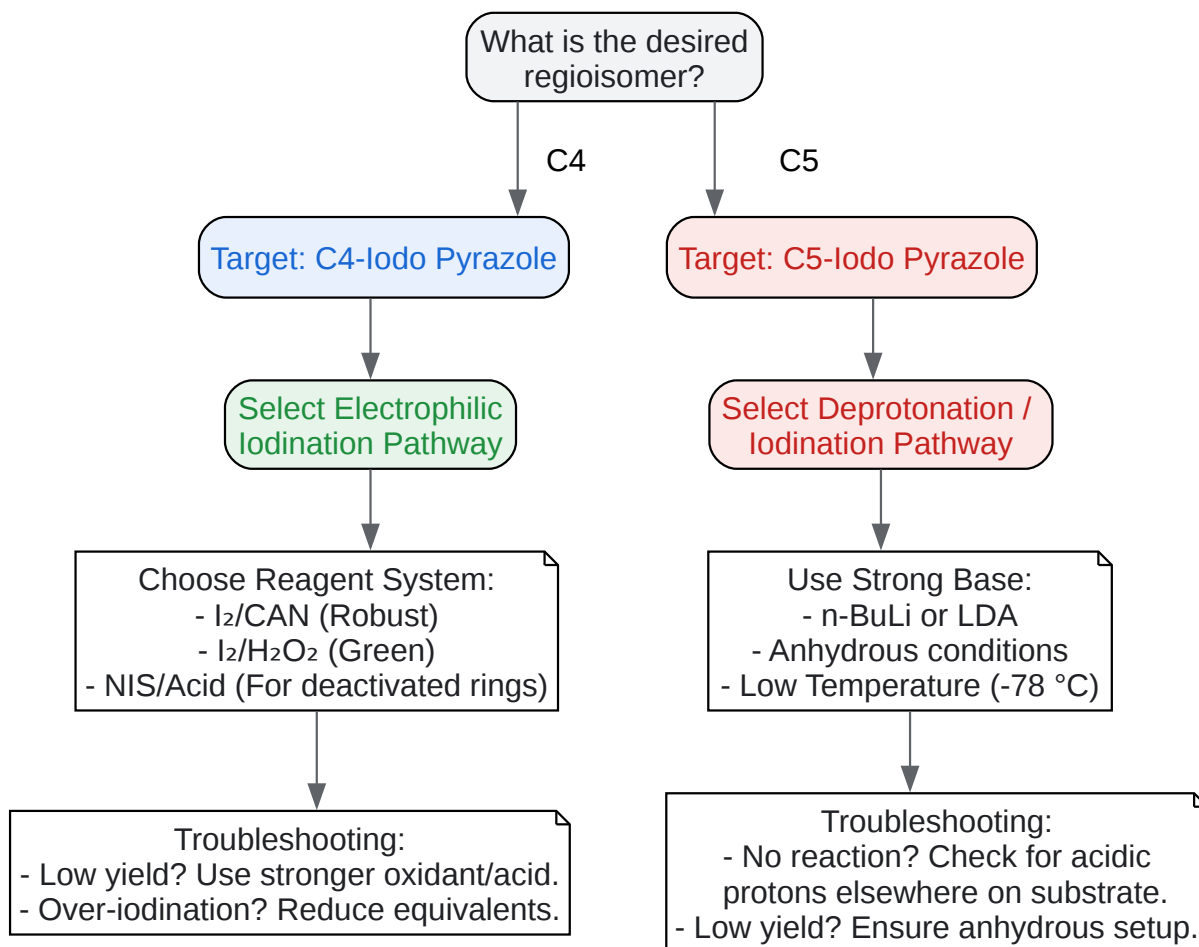 What is the desired
regioisomer?
C4
C5
Target: C4-Iodo Pyrazole
Target: C5-Iodo Pyrazole
Select Electrophilic
Iodination Pathway
Select Deprotonation /
Iodination Pathway
Choose Reagent System:
- I₂/CAN (Robust)
- I₂/H₂O₂ (Green)
- NIS/Acid (For deactivated rings)
Use Strong Base:
- n-BuLi or LDA
- Anhydrous conditions
- Low Temperature (-78 °C)
Troubleshooting:
- Low yield? Use stronger oxidant/acid.
- Over-iodination? Reduce equivalents.
Troubleshooting:
- No reaction? Check for acidic
protons elsewhere on substrate.
- Low yield? Ensure anhydrous setup.